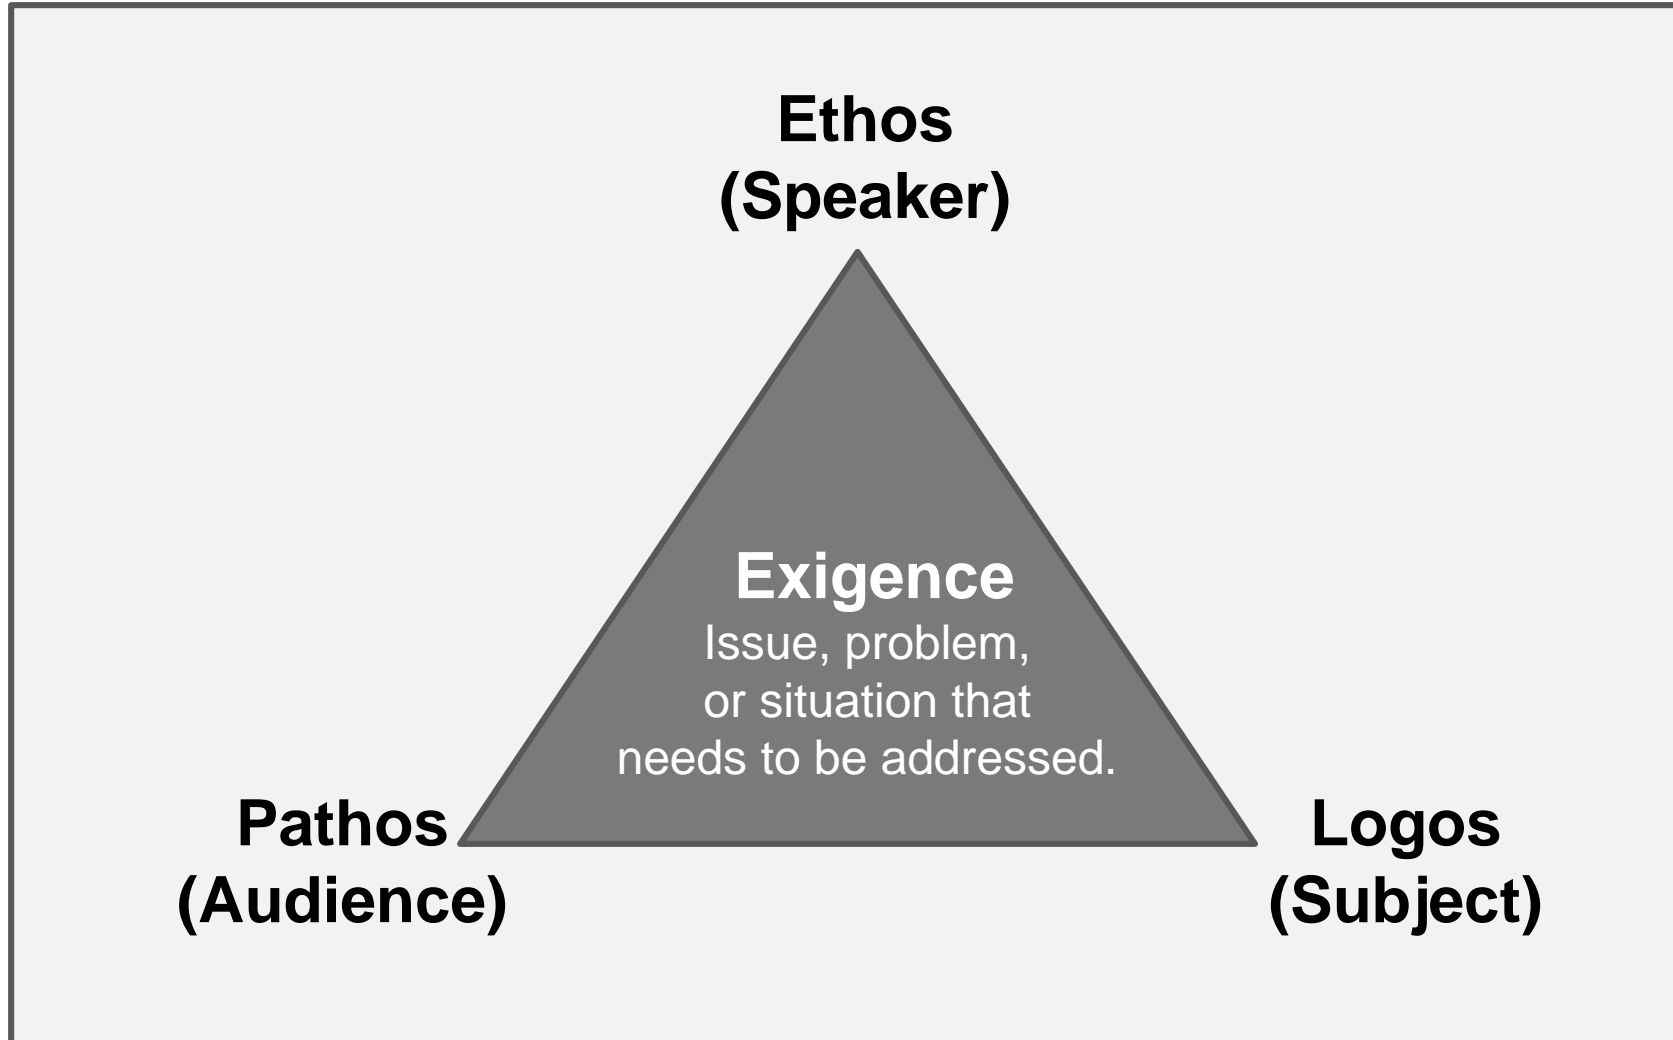 Ethos
(Speaker)
Exigence
Issue, problem,
or situation that
needs to be addressed.
Pathos
(Audience)
Logos
(Subject)